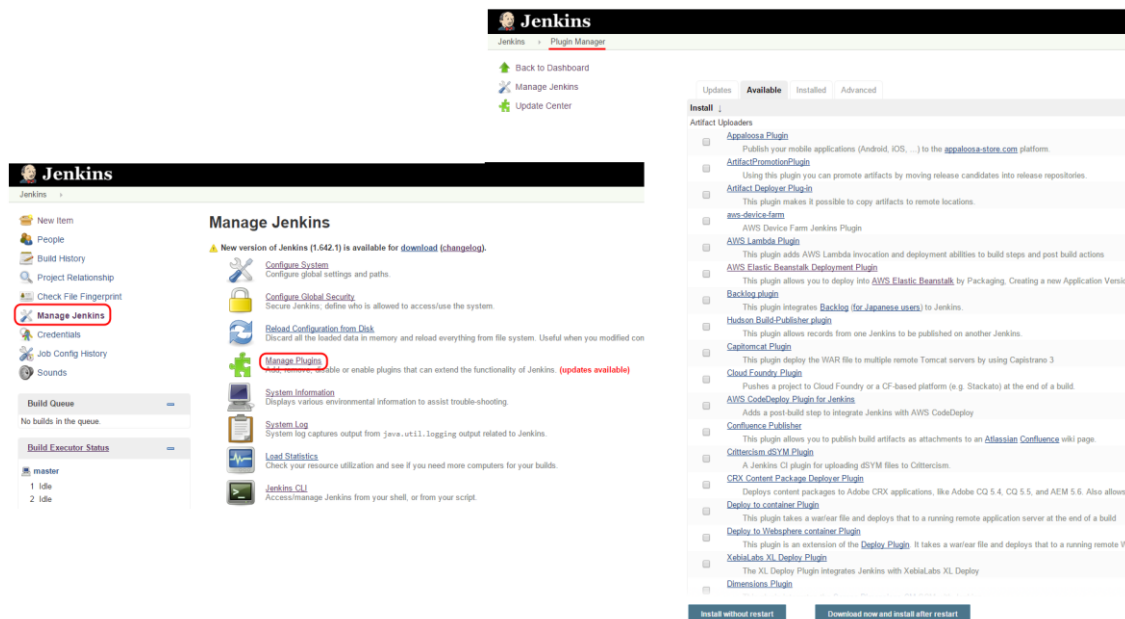 Jenkins
Jenkins › Plugin Manager
Back to Dashboard
Manage Jenkins
Update Center
Updates Available Installed Advanced
Install ↓
Artifact Uploaders
Appaloosa Plugin
Publish your mobile applications (Android, iOS, ...) to the appaloosa-store.com platform.
ArtifactPromotionPlugin
Using this plugin you can promote artifacts by moving release candidates into release repositories.
Artifact Deployer Plug-in
This plugin makes it possible to copy artifacts to remote locations.
aws-device-farm
AWS Device Farm Jenkins Plugin
AWS Lambda Plugin
This plugin adds AWS Lambda invocation and deployment abilities to build steps and post build actions
AWS Elastic Beanstalk Deployment Plugin
This plugin allows you to deploy into AWS Elastic Beanstalk by Packaging, Creating a new Application Versic
Backlog plugin
This plugin integrates Backlog (for Japanese users) to Jenkins.
Hudson Build-Publisher plugin
This plugin allows records from one Jenkins to be published on another Jenkins.
Capitomcat Plugin
This plugin deploy the WAR file to multiple remote Tomcat servers by using Capistrano 3
Cloud Foundry Plugin
Pushes a project to Cloud Foundry or a CF-based platform (e.g. Stackato) at the end of a build.
AWS CodeDeploy Plugin for Jenkins
Adds a post-build step to integrate Jenkins with AWS CodeDeploy
Confluence Publisher
This plugin allows you to publish build artifacts as attachments to an Atlassian Confluence wiki page.
Crittercism dSYM Plugin
A Jenkins CI plugin for uploading dSYM files to Crittercism.
CRX Content Package Deployer Plugin
Deploys content packages to Adobe CRX applications, like Adobe CQ 5.4, CQ 5.5, and AEM 5.6. Also allows
Deploy to container Plugin
This plugin takes a war/ear file and deploys that to a running remote application server at the end of a build
Deploy to Websphere container Plugin
This plugin is an extension of the Deploy Plugin. It takes a war/ear file and deploys that to a running remote W
XebiaLabs XL Deploy Plugin
The XL Deploy Plugin integrates Jenkins with XebiaLabs XL Deploy
Dimensions Plugin
Install without restart Download now and install after restart
Jenkins
Jenkins ›
New Item
People
Build History
Project Relationship
Check File Fingerprint
Manage Jenkins
Credentials
Job Config History
Sounds
Build Queue
No builds in the queue.
Build Executor Status
master
1 Idle
2 Idle
Manage Jenkins
New version of Jenkins (1.642.1) is available for download (changelog).
Configure System
Configure global settings and paths.
Configure Global Security
Secure Jenkins; define who is allowed to access/use the system.
Reload Configuration from Disk
Discard all the loaded data in memory and reload everything from file system. Useful when you modified con
Manage Plugins
Add, remove, disable or enable plugins that can extend the functionality of Jenkins. (updates available)
System Information
Displays various environmental information to assist trouble-shooting.
System Log
System log captures output from java.util.logging output related to Jenkins.
Load Statistics
Check your resource utilization and see if you need more computers for your builds.
Jenkins CLI
Access/manage Jenkins from your shell, or from your script.